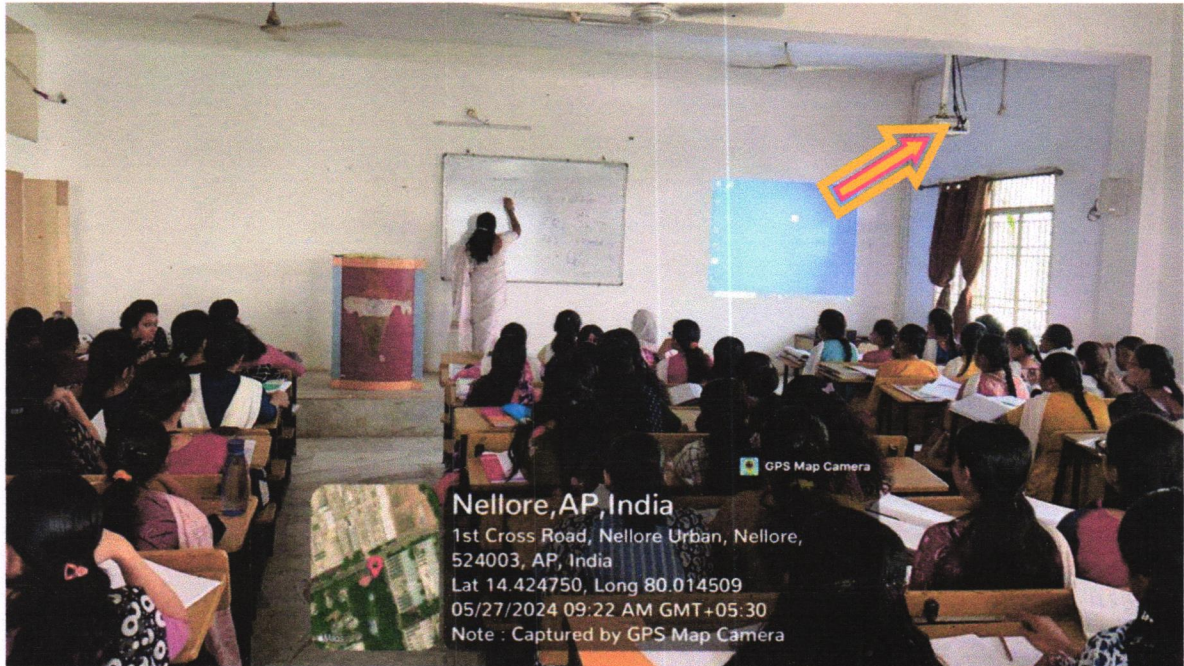 GPS Map Camera
Nellore,AP,India
1st Cross Road, Nellore Urban, Nellore,
524003, AP, India
Lat 14.424750, Long 80.014509
05/27/2024 09:22 AM GMT+05:30
Note : Captured by GPS Map Camera